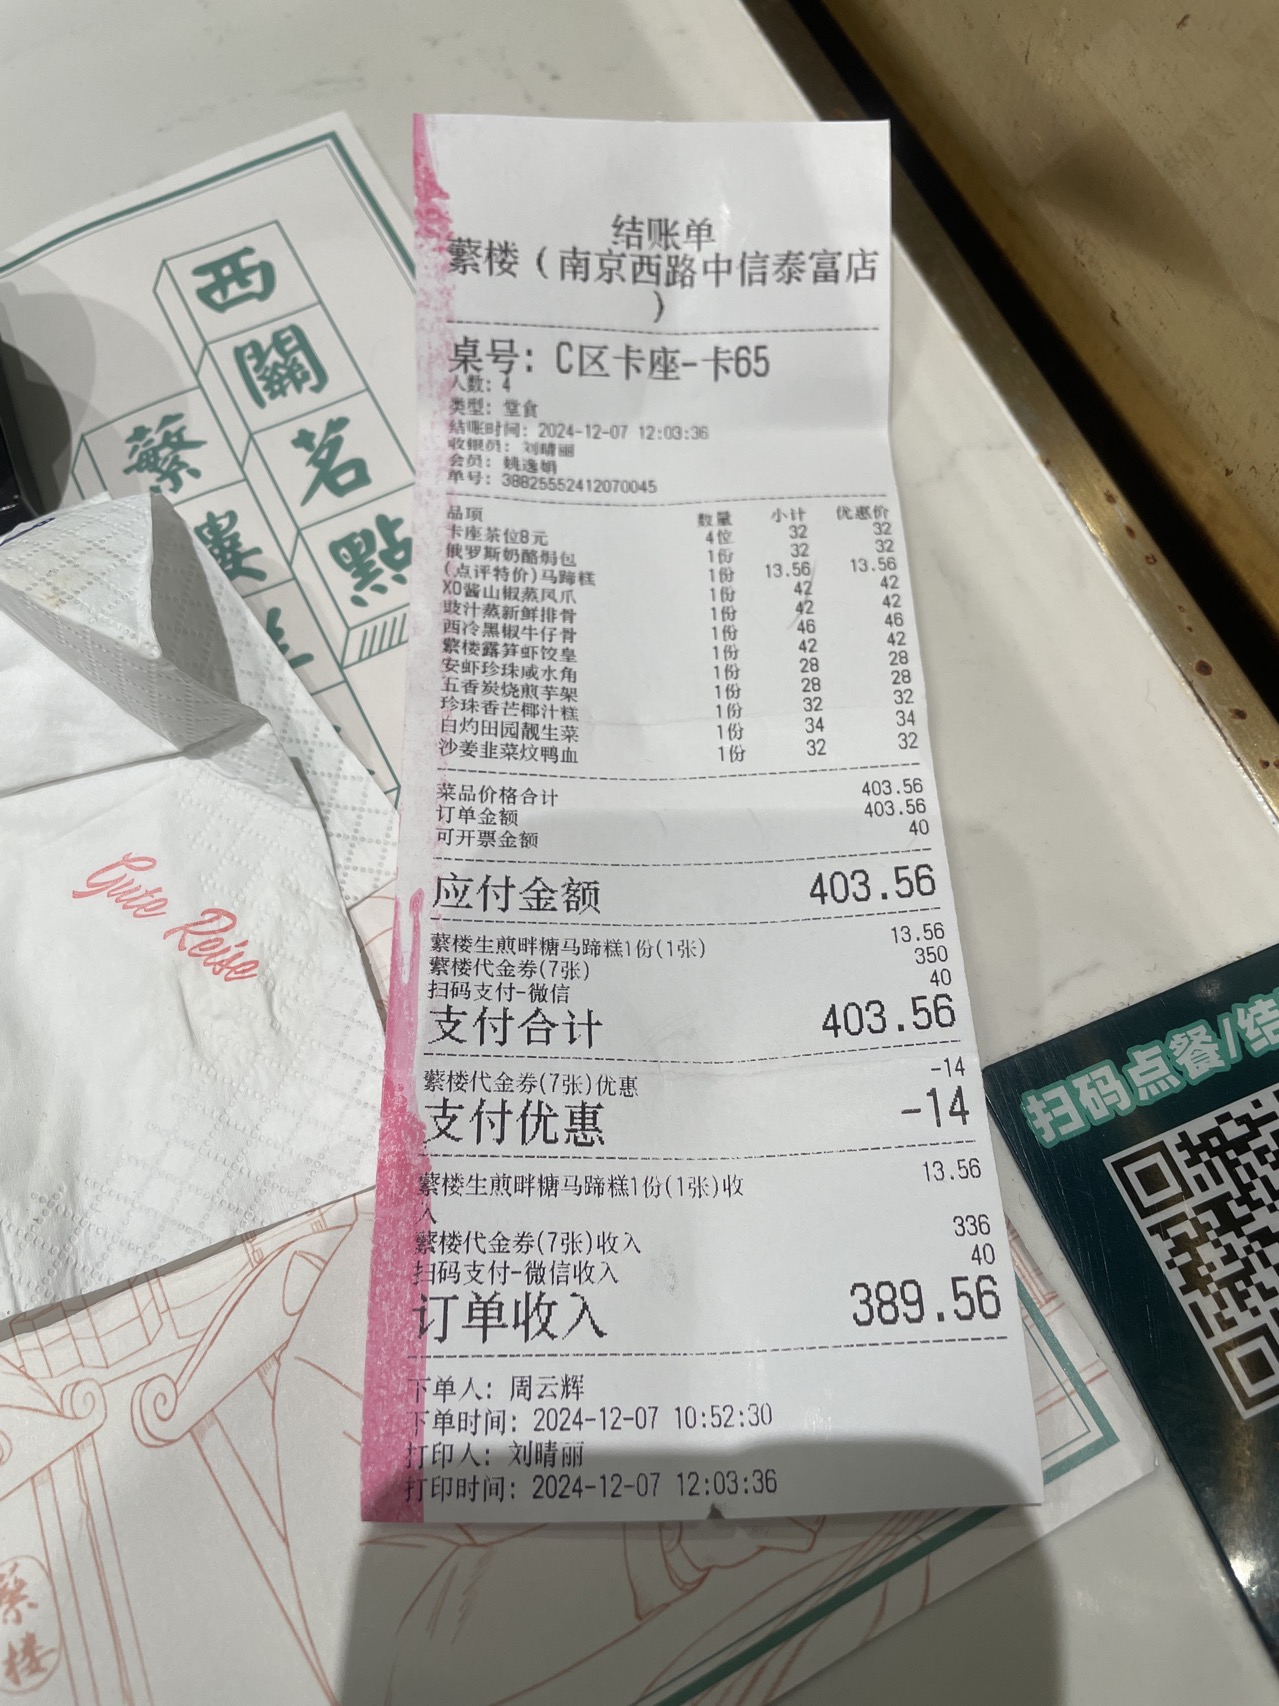 结账单
蘩楼（南京西路中信泰富店
）
桌号：C区卡座-卡65
人数：4
类型：堂食
结账时间：2024-12-07 12:03:36
收银员：刘晴丽
会员：姚逸娟
单号：38825552412070045
品项 数量 小计 优惠价
卡座茶位8元 4位 32 32
俄罗斯奶酪焗包 1份 32 32
(点评特价)马蹄糕 1份 13.56 13.56
XO酱山椒蒸凤爪 1份 42 42
豉汁蒸新鲜排骨 1份 42 42
西冷黑椒牛仔骨 1份 46 46
蘩楼露笋虾饺皇 1份 42 42
安虾珍珠咸水角 1份 28 28
五香炭烧煎芋架 1份 28 28
珍珠香芒椰汁糕 1份 32 32
白灼田园靓生菜 1份 34 34
沙姜韭菜炆鸭血 1份 32 32
菜品价格合计 403.56
订单金额 403.56
可开票金额 40
应付金额 403.56
蘩楼生煎畔糖马蹄糕1份(1张) 13.56
蘩楼代金券(7张) 350
扫码支付-微信 40
支付合计 403.56
蘩楼代金券(7张)优惠 -14
支付优惠 -14
蘩楼生煎畔糖马蹄糕1份(1张)收 13.56
入
蘩楼代金券(7张)收入 336
扫码支付-微信收入 40
订单收入 389.56
下单人：周云辉
下单时间：2024-12-07 10:52:30
打印人：刘晴丽
打印时间：2024-12-07 12:03:36
西關茗點
蘩樓
Gute Reise
扫码点餐/结
蘩楼